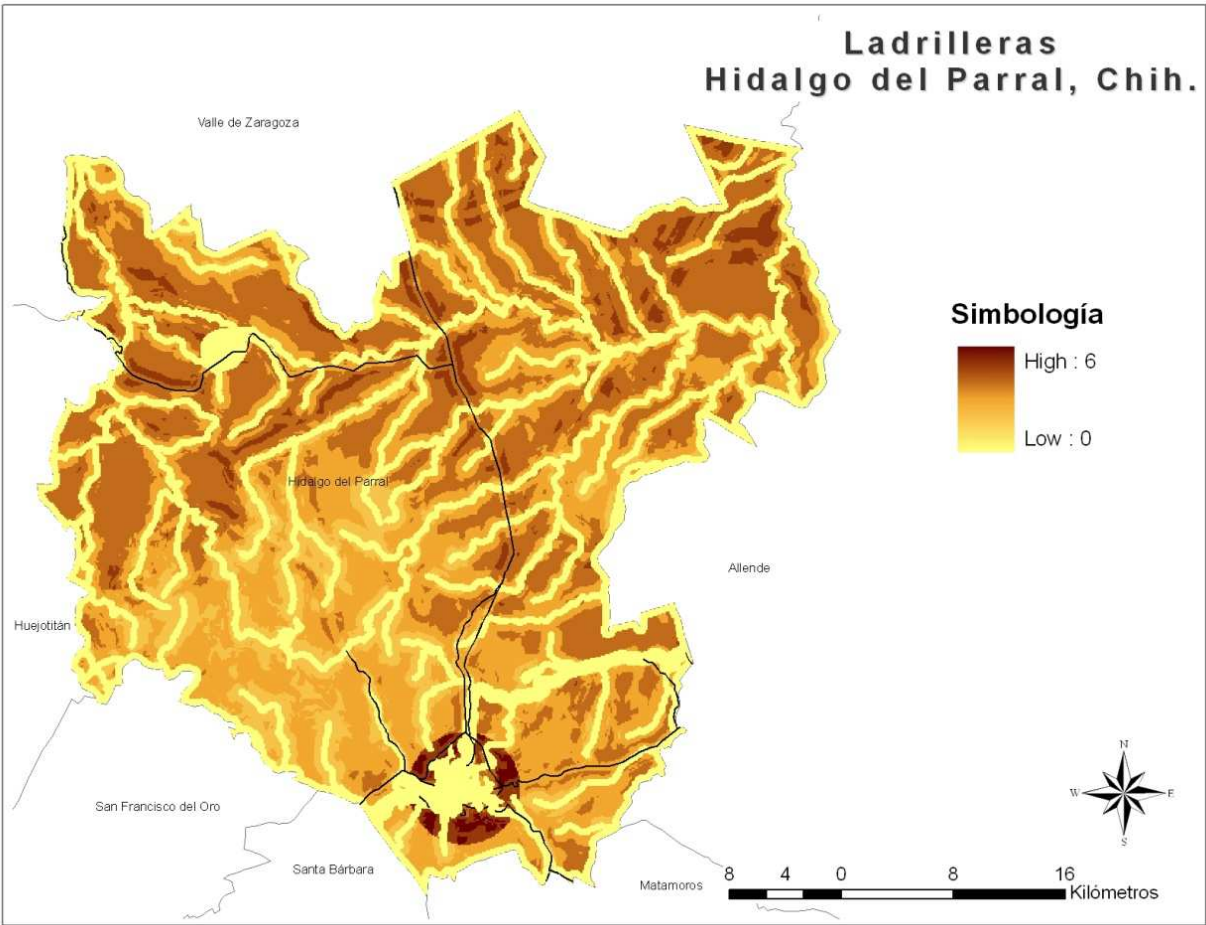 Ladrilleras
Hidalgo del Parral, Chih.
Valle de Zaragoza
Simbología
High : 6
Low : 0
Hidalgo del Parral
Allende
Huejotitán
San Francisco del Oro
Santa Bárbara
Matamoros
N
W E
S
8 4 0 8 16
Kilómetros